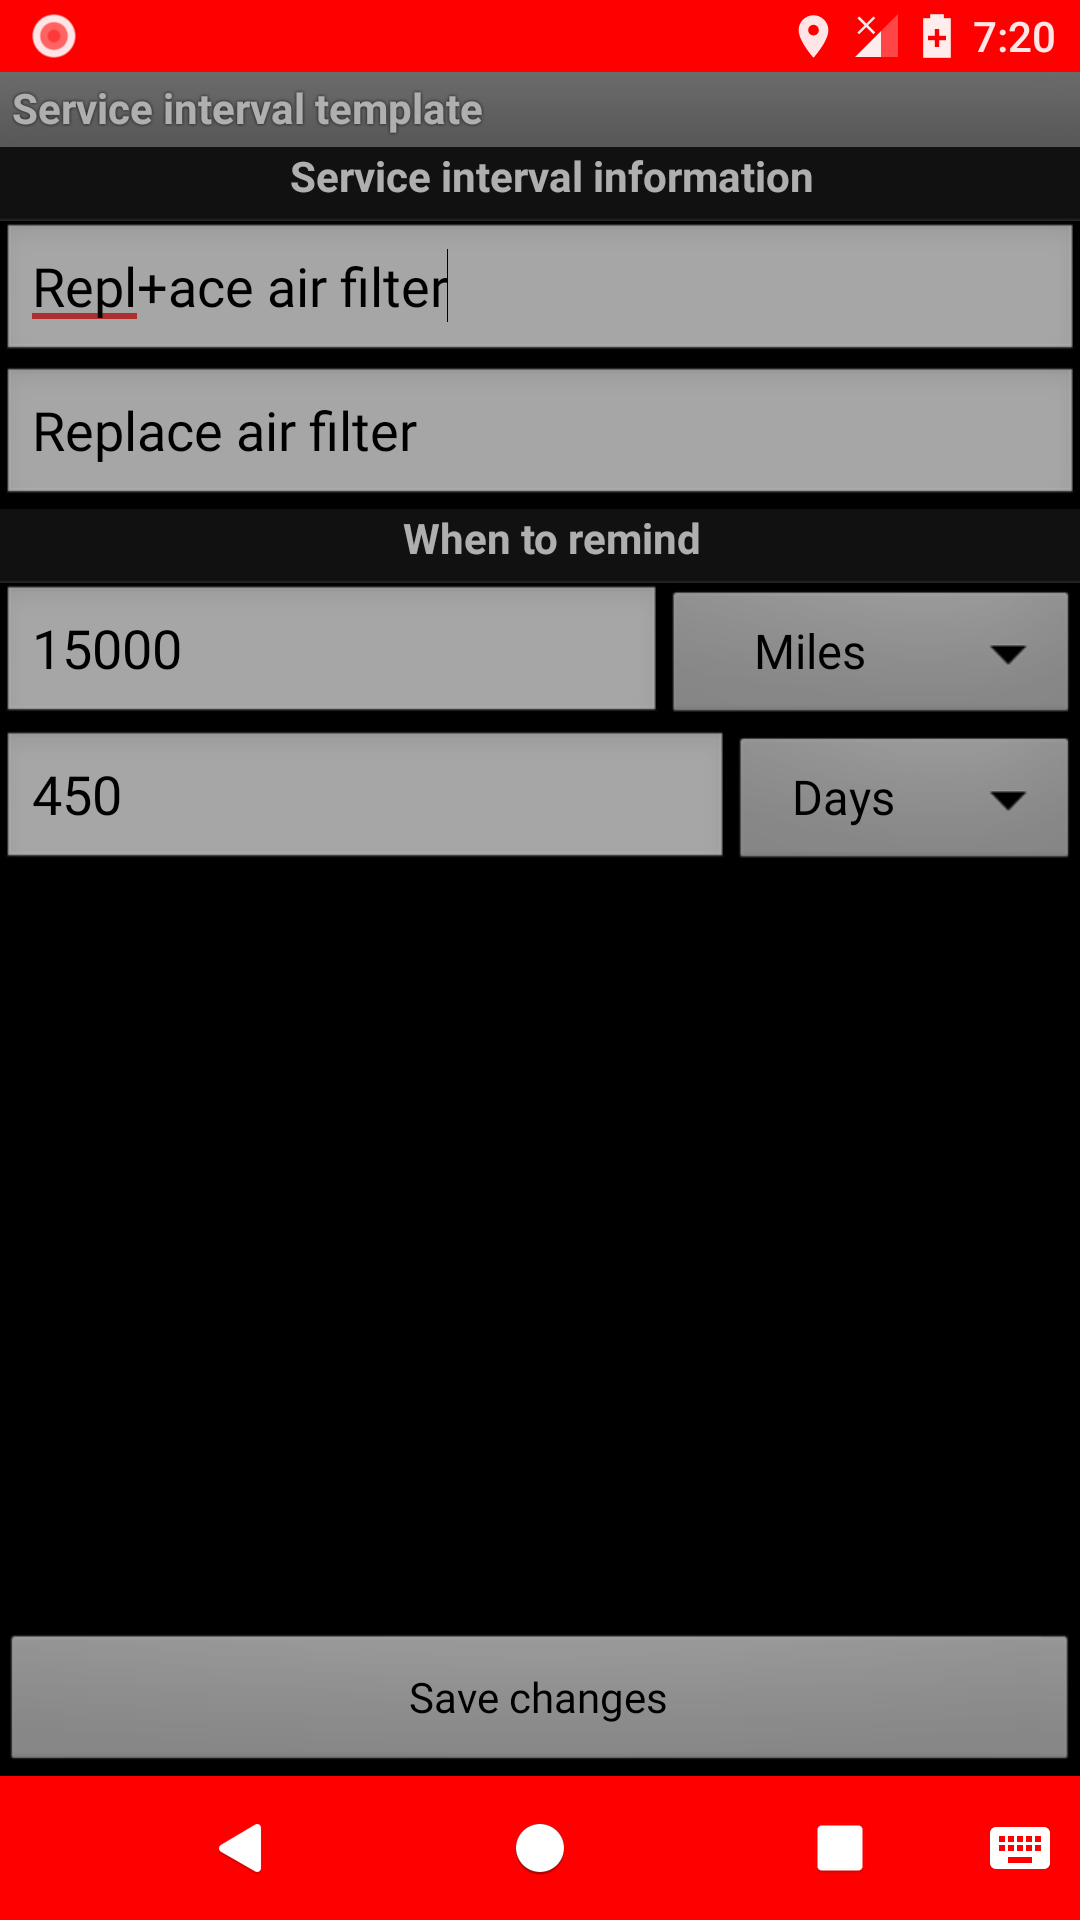 7:20
Service interval template
Service interval information
Repl+ace air filter
Replace air filter
When to remind
15000
Miles
450
Days
Save changes